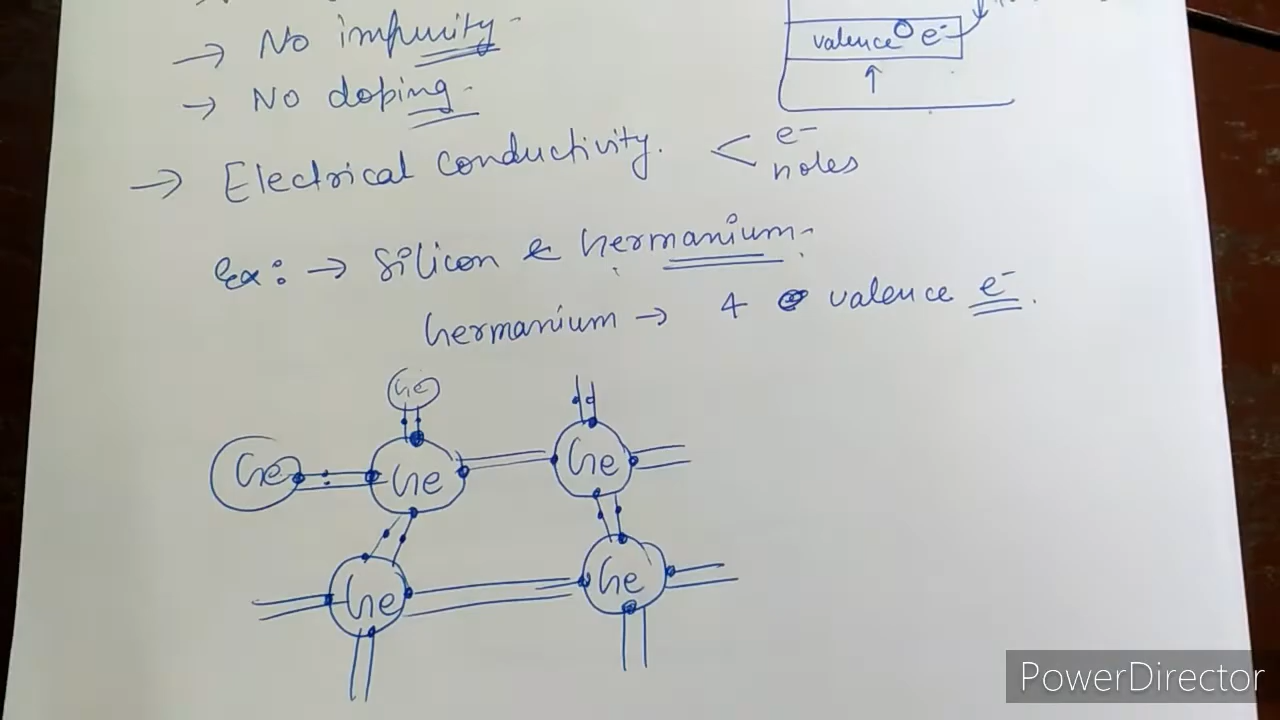 → No impurity -
→ No doping -
valence e-
→ Electrical conductivity. < e-
holes
Ex: → Silicon & Germanium.
Germanium → 4 valence e-.
Ge
Ge Ge Ge
Ge Ge
PowerDirector